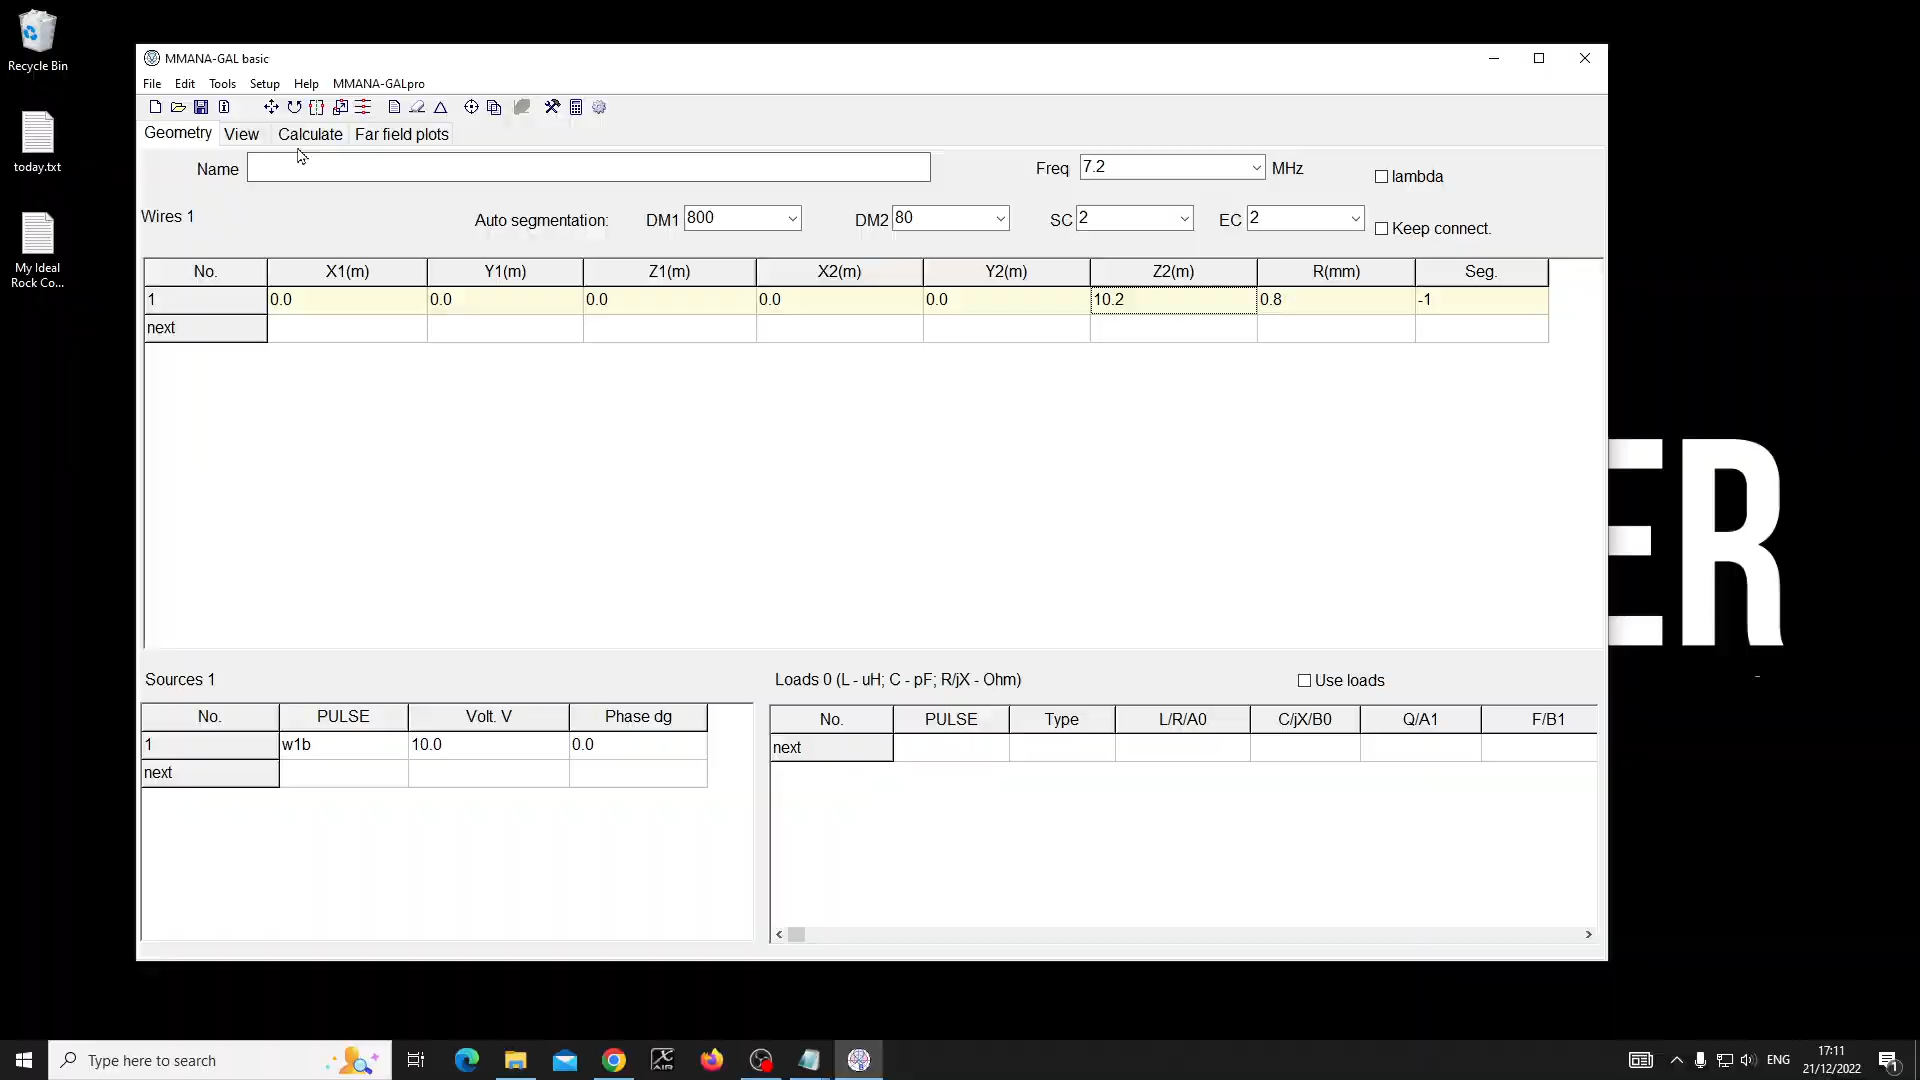 Recycle Bin
today.txt
My Ideal
Rock Co...
MMANA-GAL basic
File Edit Tools Setup Help MMANA-GALpro
Geometry View Calculate Far field plots
Name Freq 7.2 MHz lambda
Wires 1 Auto segmentation: DM1 800 DM2 80 SC 2 EC 2 Keep connect.
No. X1(m) Y1(m) Z1(m) X2(m) Y2(m) Z2(m) R(mm) Seg.
1 0.0 0.0 0.0 0.0 0.0 10.2 0.8 -1
next
ER
Sources 1
No. PULSE Volt. V Phase dg
1 w1b 10.0 0.0
next
Loads 0 (L - uH; C - pF; R/jX - Ohm) Use loads
No. PULSE Type L/R/A0 C/jX/B0 Q/A1 F/B1
next
Type here to search
X AIR
ENG
17:11
21/12/2022
1